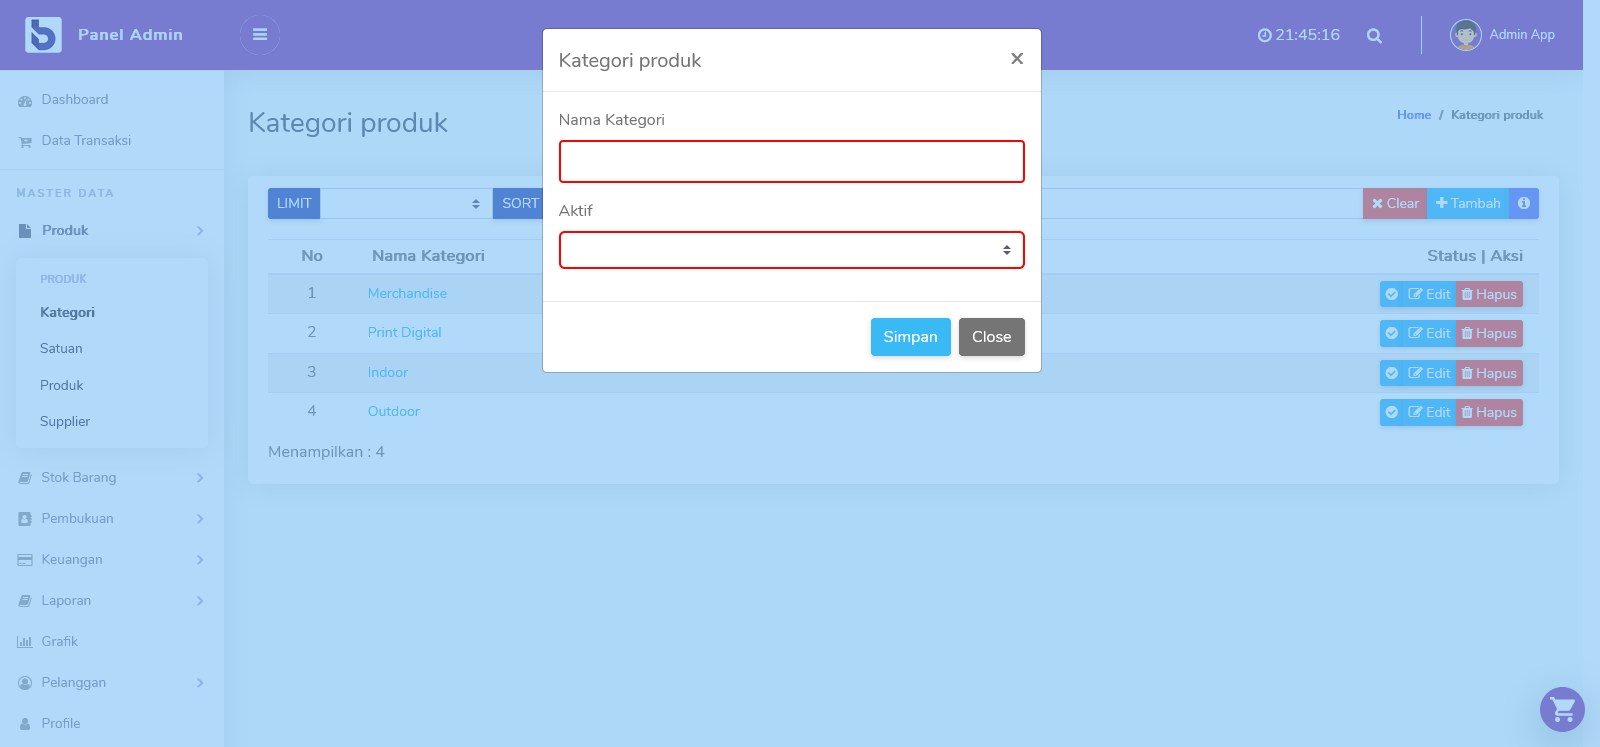 Panel Admin
21:45:16
Admin App
Dashboard
Data Transaksi
MASTER DATA
Produk
PRODUK
Kategori
Satuan
Produk
Supplier
Stok Barang
Pembukuan
Keuangan
Laporan
Grafik
Pelanggan
Profile
Kategori produk
Home / Kategori produk
LIMIT SORT Clear Tambah
No Nama Kategori Status | Aksi
1 Merchandise Edit Hapus
2 Print Digital Edit Hapus
3 Indoor Edit Hapus
4 Outdoor Edit Hapus
Menampilkan : 4
Kategori produk ×
Nama Kategori
Aktif
Simpan Close